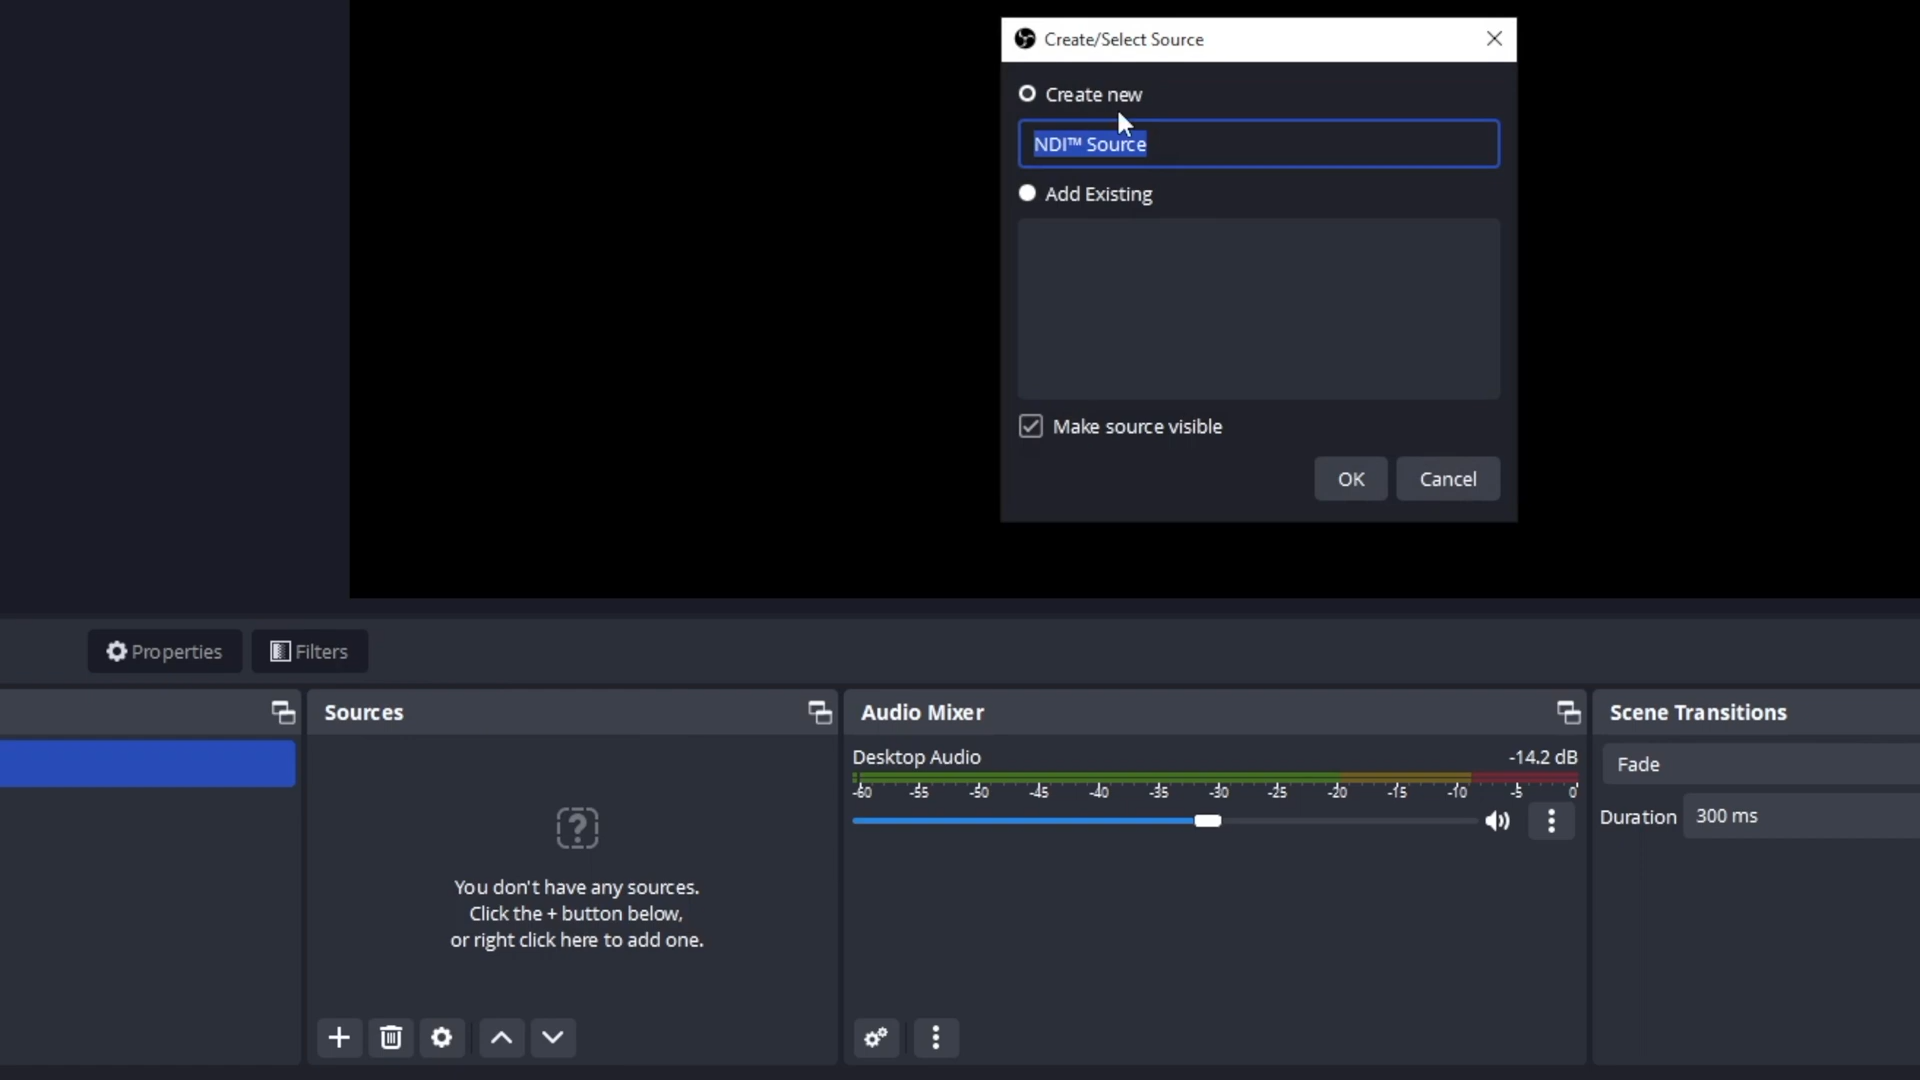 Create/Select Source
Create new
NDI™ Source
Add Existing
Make source visible
OK Cancel
Properties Filters
Sources
Audio Mixer
Scene Transitions
Desktop Audio -14.2 dB
-60 -55 -50 -45 -40 -35 -30 -25 -20 -15 -10 -5 0
Fade
Duration 300 ms
You don't have any sources.
Click the + button below,
or right click here to add one.